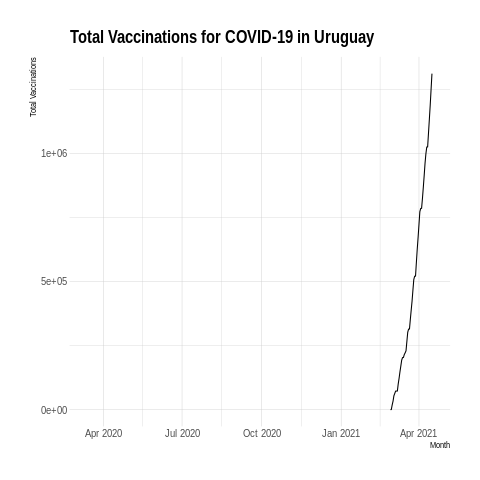 Total Vaccinations for COVID-19 in Uruguay
Total Vaccinations
1e+06
5e+05
0e+00
Apr 2020 Jul 2020 Oct 2020 Jan 2021 Apr 2021
Month